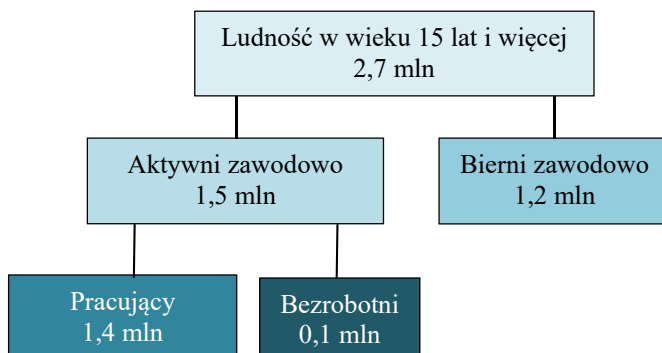 Ludność w wieku 15 lat i więcej
2,7 mln
Aktywni zawodowo
1,5 mln
Bierni zawodowo
1,2 mln
Pracujący
1,4 mln
Bezrobotni
0,1 mln